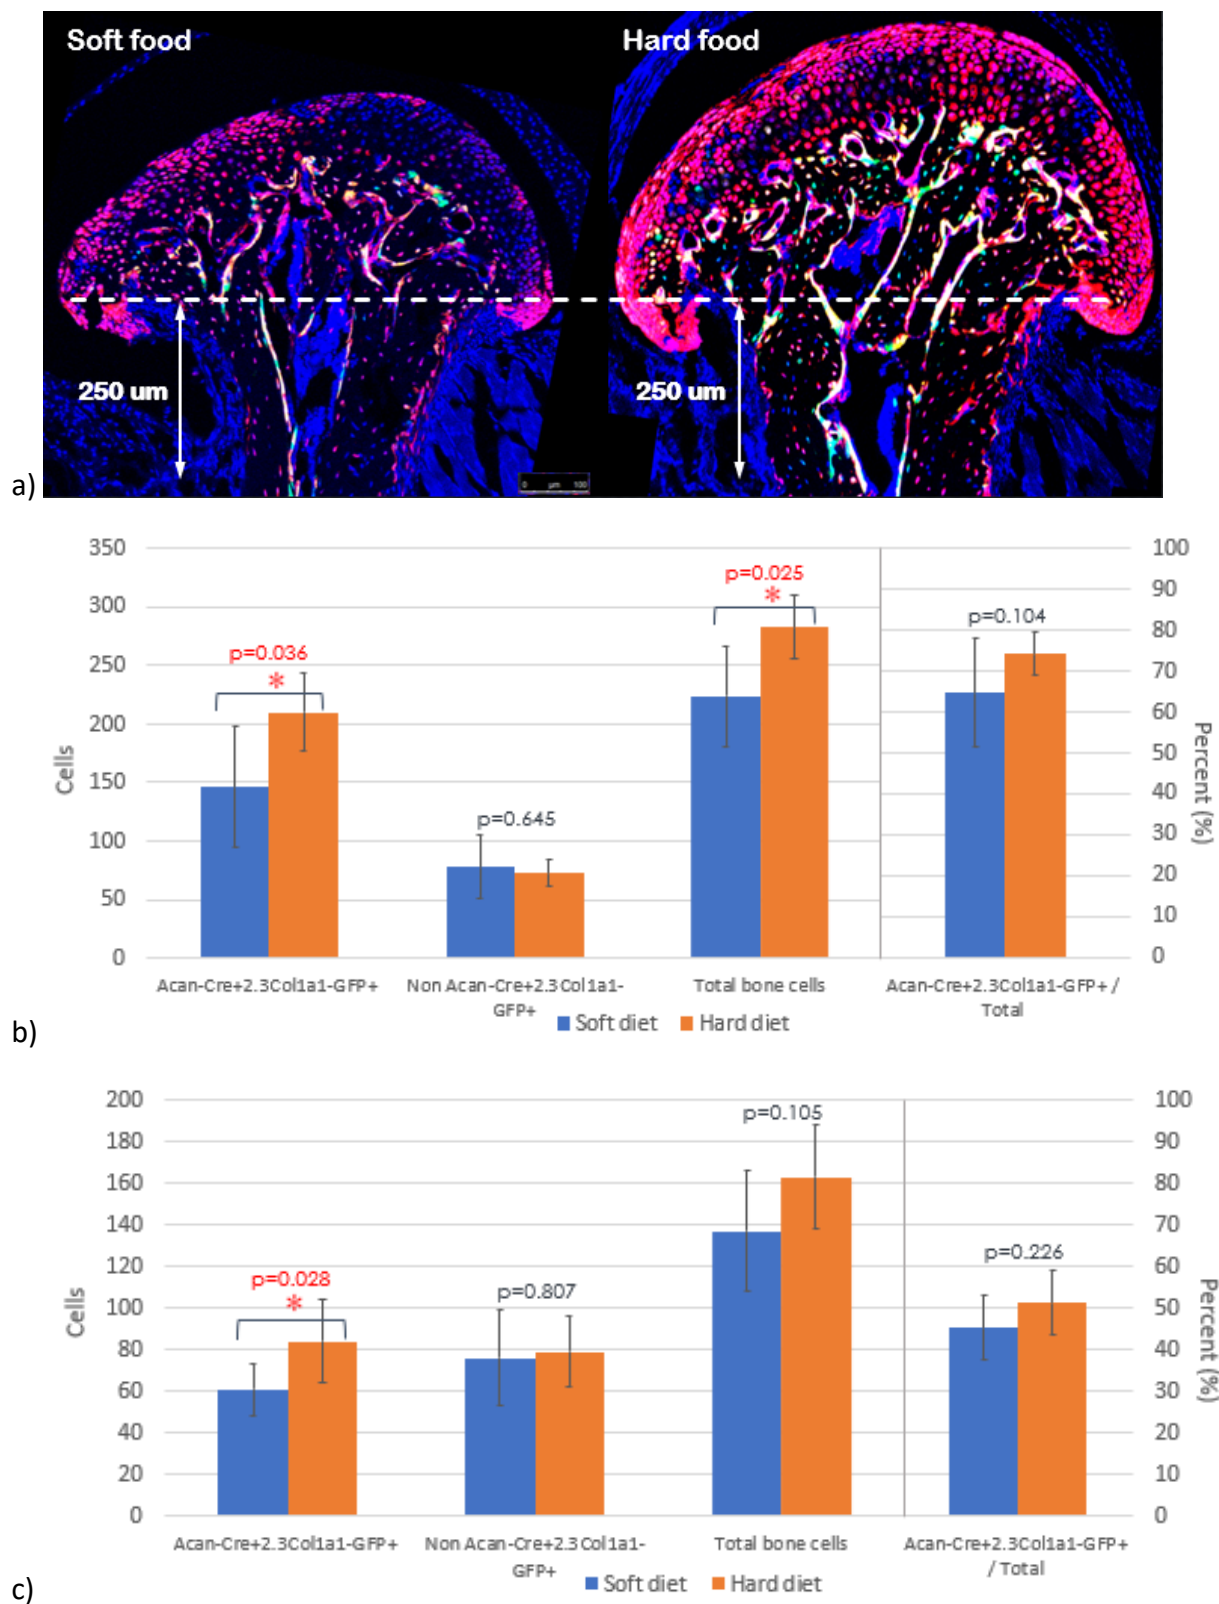 Soft food
Hard food
250 um
250 um
0 µm 100
a)
350
300
250
200
150
100
50
0
Cells
100
90
80
70
60
50
40
30
20
10
0
Percent (%)
p=0.036
*
p=0.645
p=0.025
*
p=0.104
Acan-Cre+2.3Col1a1-GFP+
Non Acan-Cre+2.3Col1a1-
GFP+
Total bone cells
Acan-Cre+2.3Col1a1-GFP+ /
Total
Soft diet
Hard diet
b)
200
180
160
140
120
100
80
60
40
20
0
Cells
100
90
80
70
60
50
40
30
20
10
0
Percent (%)
p=0.028
*
p=0.807
p=0.105
p=0.226
Acan-Cre+2.3Col1a1-GFP+
Non Acan-Cre+2.3Col1a1-
GFP+
Total bone cells
Acan-Cre+2.3Col1a1-GFP+
/ Total
Soft diet
Hard diet
c)